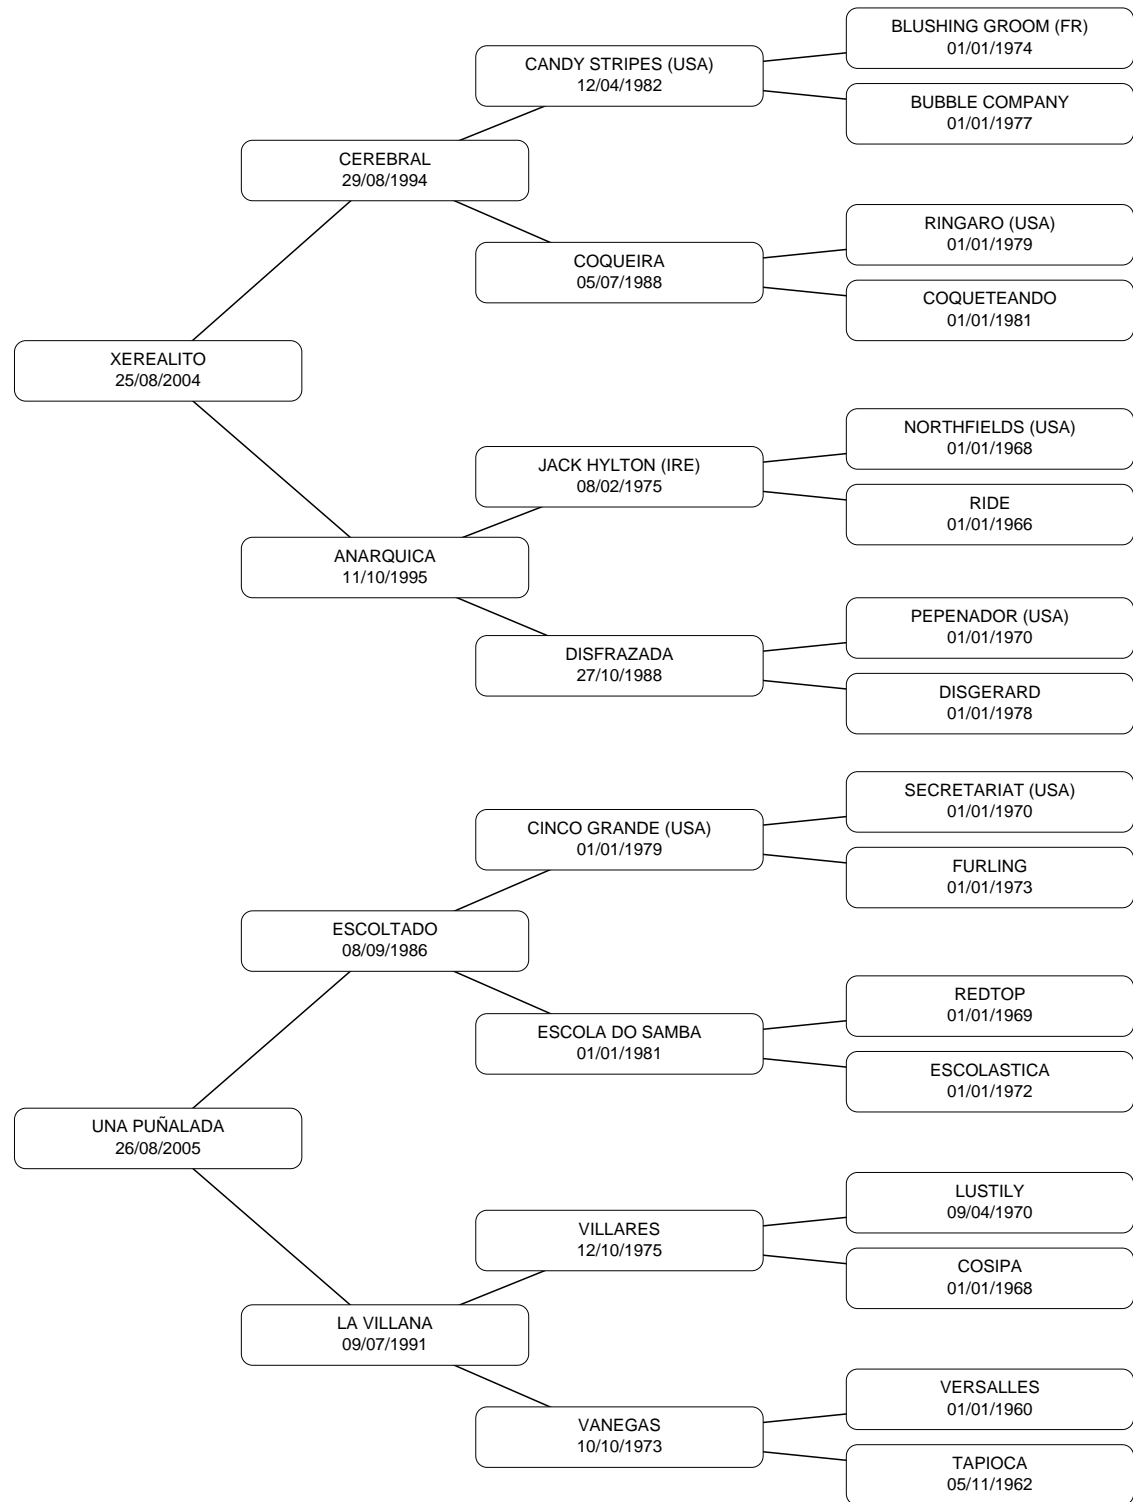 BLUSHING GROOM (FR)
01/01/1974
CANDY STRIPES (USA)
12/04/1982
BUBBLE COMPANY
01/01/1977
CEREBRAL
29/08/1994
RINGARO (USA)
01/01/1979
COQUEIRA
05/07/1988
COQUETEANDO
01/01/1981
XEREALITO
25/08/2004
NORTHFIELDS (USA)
01/01/1968
JACK HYLTON (IRE)
08/02/1975
RIDE
01/01/1966
ANARQUICA
11/10/1995
PEPENADOR (USA)
01/01/1970
DISFRAZADA
27/10/1988
DISGERARD
01/01/1978
SECRETARIAT (USA)
01/01/1970
CINCO GRANDE (USA)
01/01/1979
FURLING
01/01/1973
ESCOLTADO
08/09/1986
REDTOP
01/01/1969
ESCOLA DO SAMBA
01/01/1981
ESCOLASTICA
01/01/1972
UNA PUÑALADA
26/08/2005
LUSTILY
09/04/1970
VILLARES
12/10/1975
COSIPA
01/01/1968
LA VILLANA
09/07/1991
VERSALLES
01/01/1960
VANEGAS
10/10/1973
TAPIOCA
05/11/1962